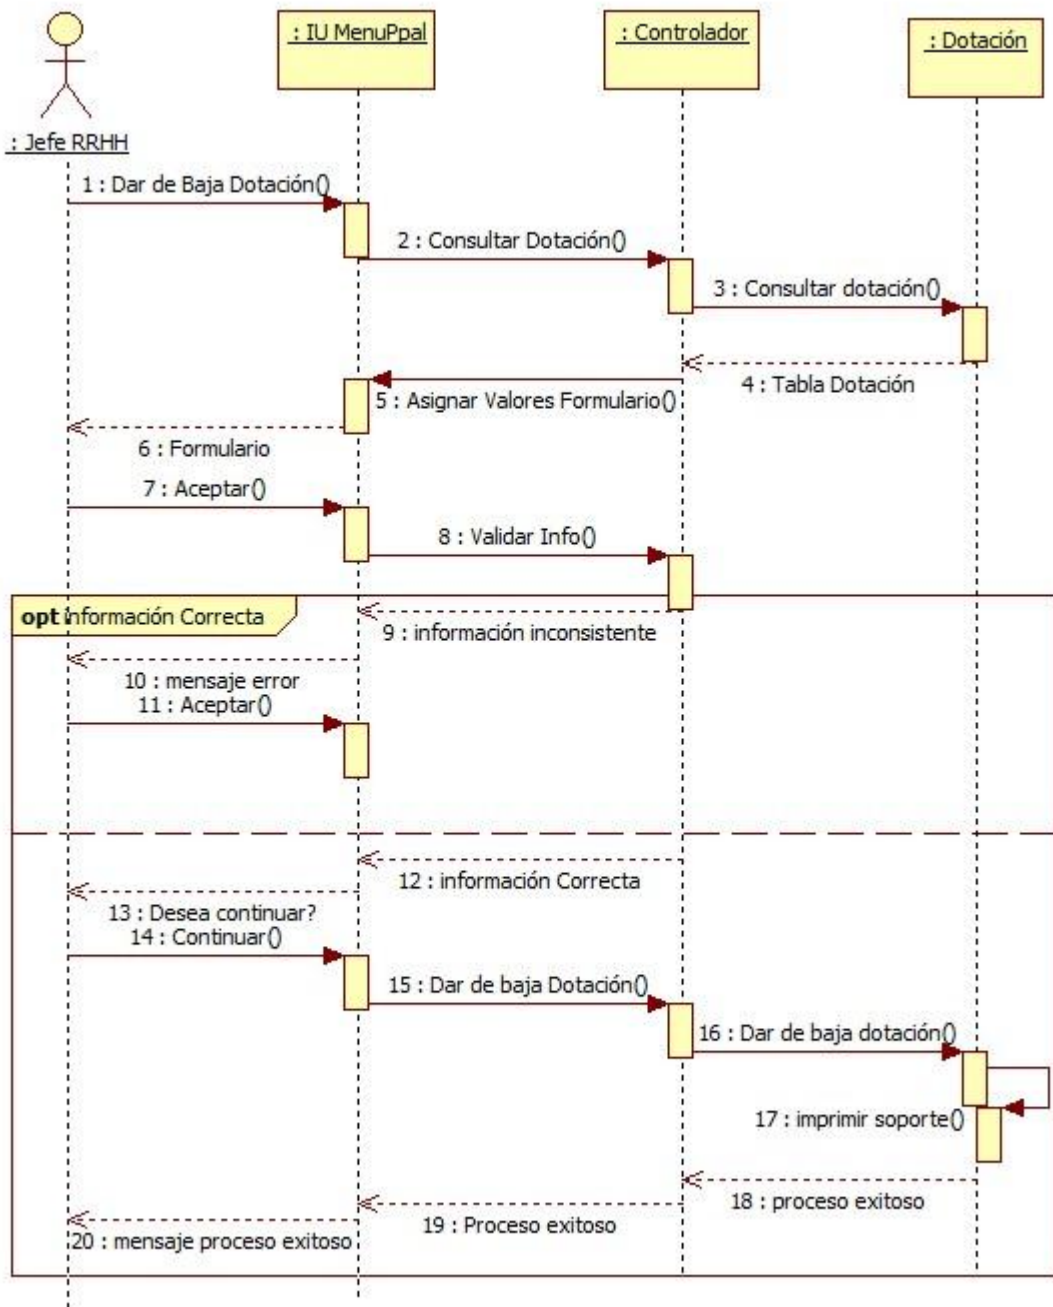 : IU MenuPpal
: Controlador
: Dotación
: Jefe RRHH
1 : Dar de Baja Dotación()
2 : Consultar Dotación()
3 : Consultar dotación()
4 : Tabla Dotación
5 : Asignar Valores Formulario()
6 : Formulario
7 : Aceptar()
8 : Validar Info()
opt información Correcta
9 : información inconsistente
10 : mensaje error
11 : Aceptar()
12 : información Correcta
13 : Desea continuar?
14 : Continuar()
15 : Dar de baja Dotación()
16 : Dar de baja dotación()
17 : imprimir soporte()
18 : proceso exitoso
19 : Proceso exitoso
20 : mensaje proceso exitoso